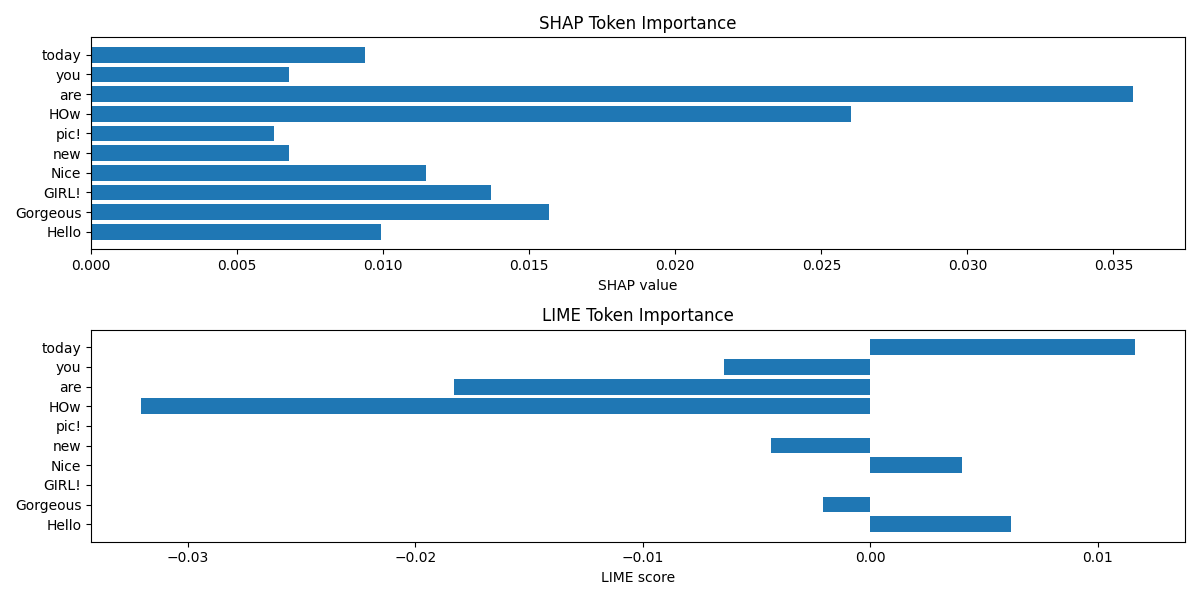 SHAP Token Importance
today
you
are
HOw
pic!
new
Nice
GIRL!
Gorgeous
Hello
0.000 0.005 0.010 0.015 0.020 0.025 0.030 0.035
SHAP value
LIME Token Importance
today
you
are
HOw
pic!
new
Nice
GIRL!
Gorgeous
Hello
−0.03 −0.02 −0.01 0.00 0.01
LIME score